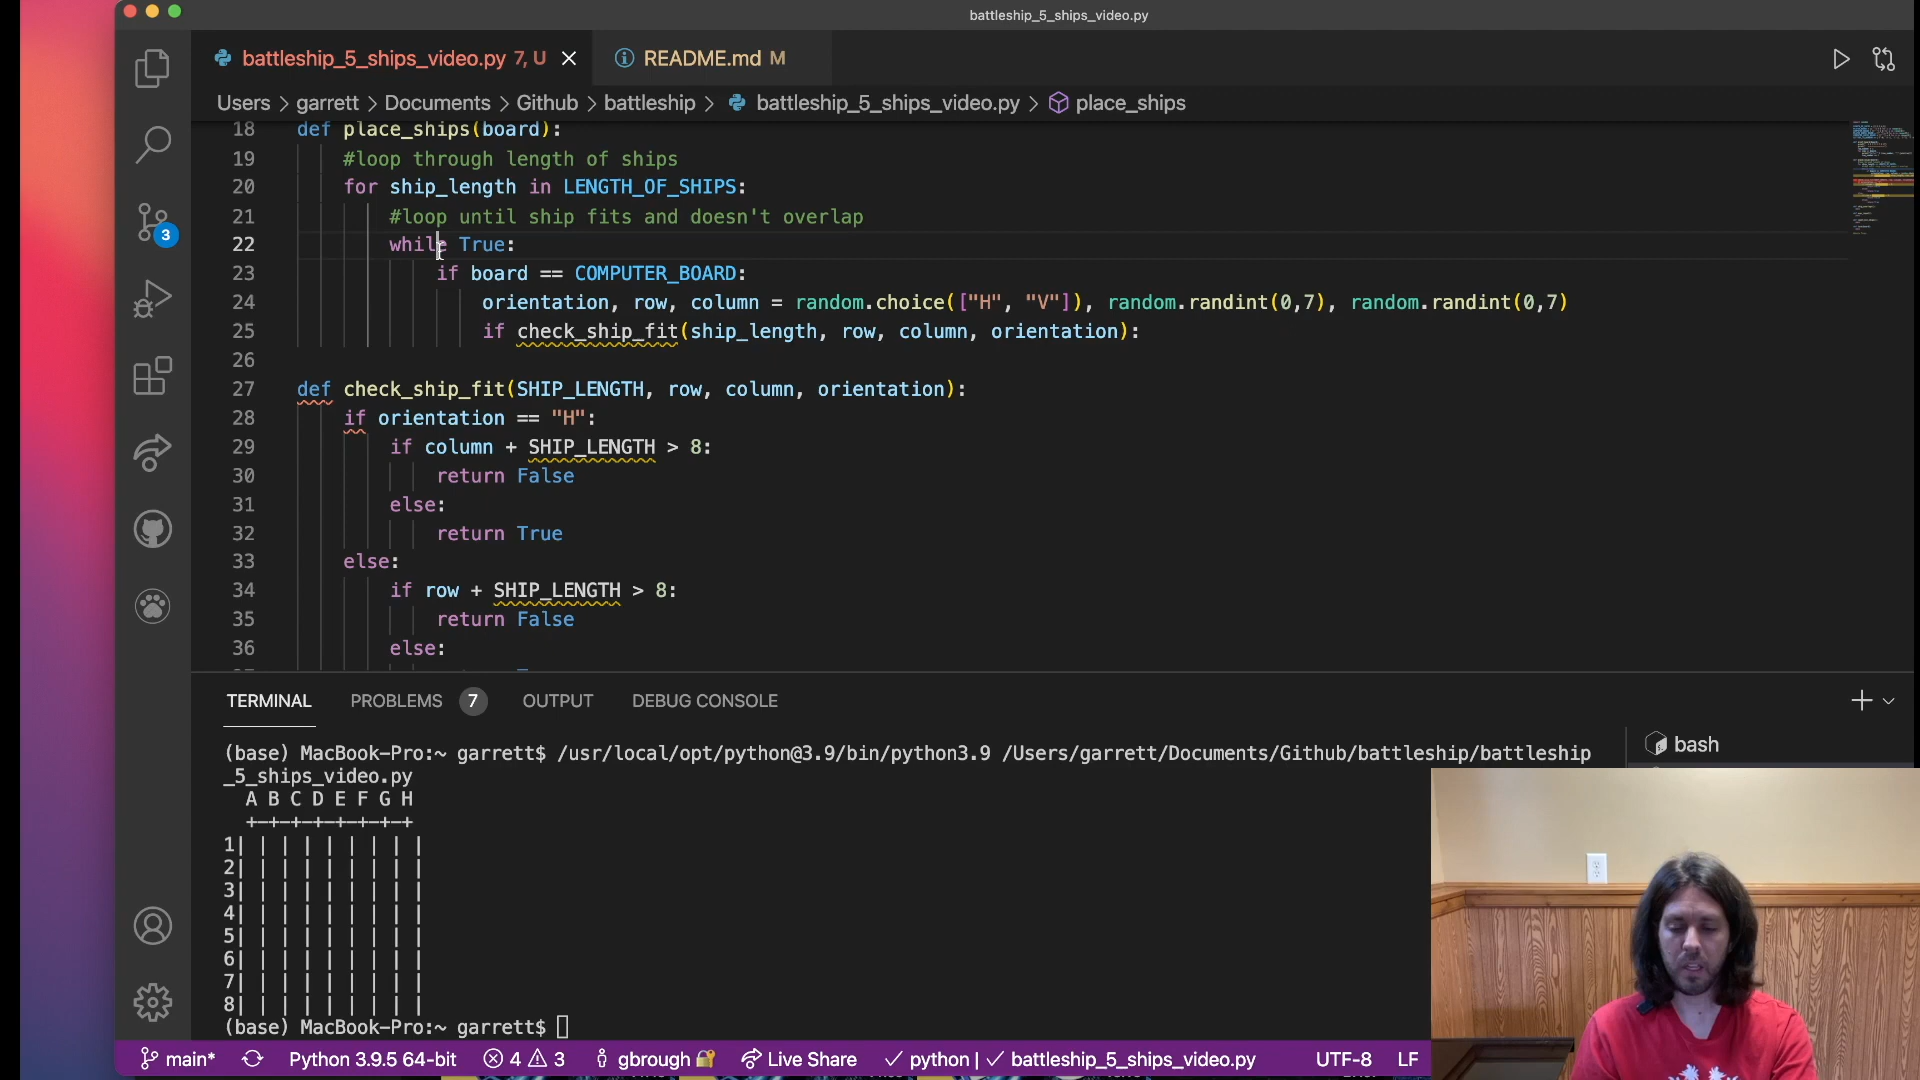 battleship_5_ships_video.py
battleship_5_ships_video.py 7, U
README.md M
Users > garrett > Documents > Github > battleship > battleship_5_ships_video.py > place_ships
18 def place_ships(board):
19 #loop through length of ships
20 for ship_length in LENGTH_OF_SHIPS:
21 #loop until ship fits and doesn't overlap
22 while True:
23 if board == COMPUTER_BOARD:
24 orientation, row, column = random.choice(["H", "V"]), random.randint(0,7), random.randint(0,7)
25 if check_ship_fit(ship_length, row, column, orientation):
26
27 def check_ship_fit(SHIP_LENGTH, row, column, orientation):
28 if orientation == "H":
29 if column + SHIP_LENGTH > 8:
30 return False
31 else:
32 return True
33 else:
34 if row + SHIP_LENGTH > 8:
35 return False
36 else:
3
TERMINAL PROBLEMS 7 OUTPUT DEBUG CONSOLE
(base) MacBook-Pro:~ garrett$ /usr/local/opt/python@3.9/bin/python3.9 /Users/garrett/Documents/Github/battleship/battleship
_5_ships_video.py
A B C D E F G H
+-+-+-+-+-+-+-+
1| | | | | | | | |
2| | | | | | | | |
3| | | | | | | | |
4| | | | | | | | |
5| | | | | | | | |
6| | | | | | | | |
7| | | | | | | | |
8| | | | | | | | |
(base) MacBook-Pro:~ garrett$
bash
main* Python 3.9.5 64-bit 4 3 gbrough Live Share python | battleship_5_ships_video.py UTF-8 LF